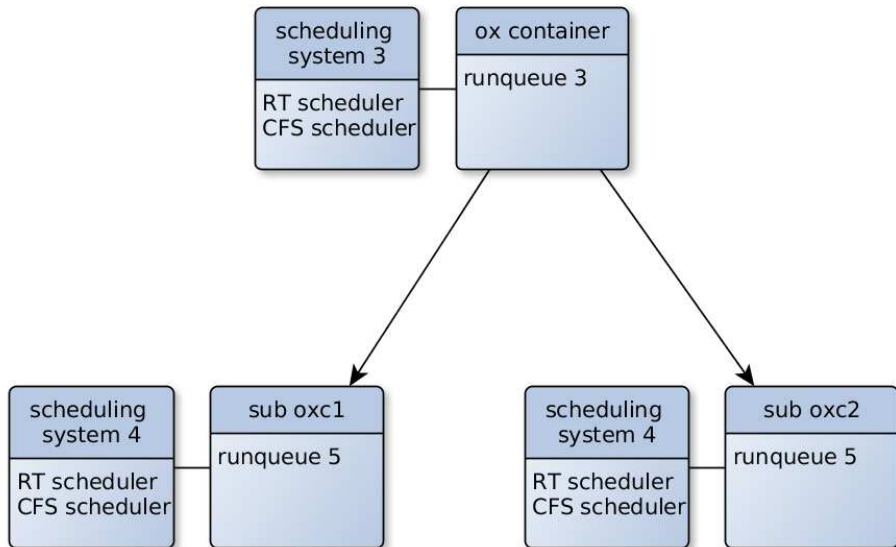 scheduling
system 3
RT scheduler
CFS scheduler
ox container
runqueue 3
scheduling
system 4
RT scheduler
CFS scheduler
sub oxc1
runqueue 5
scheduling
system 4
RT scheduler
CFS scheduler
sub oxc2
runqueue 5